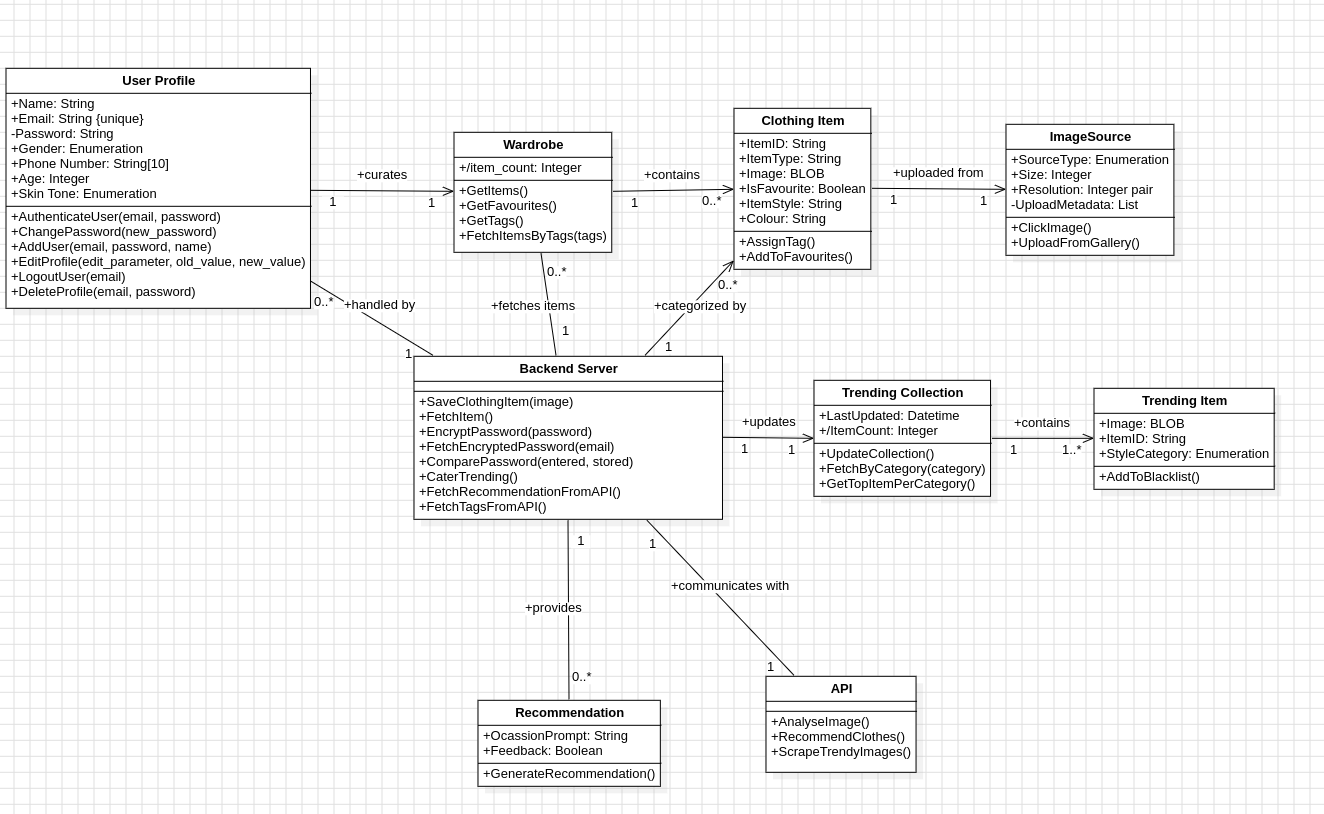 User Profile
+Name: String
+Email: String {unique}
-Password: String
+Gender: Enumeration
+Phone Number: String[10]
+Age: Integer
+Skin Tone: Enumeration
+AuthenticateUser(email, password)
+ChangePassword(new_password)
+AddUser(email, password, name)
+EditProfile(edit_parameter, old_value, new_value)
+LogoutUser(email)
+DeleteProfile(email, password)
+curates
1
1
Wardrobe
+/item_count: Integer
+GetItems()
+GetFavourites()
+GetTags()
+FetchItemsByTags(tags)
+contains
1
0..*
Clothing Item
+ItemID: String
+ItemType: String
+Image: BLOB
+IsFavourite: Boolean
+ItemStyle: String
+Colour: String
+AssignTag()
+AddToFavourites()
+uploaded from
1
1
ImageSource
+SourceType: Enumeration
+Size: Integer
+Resolution: Integer pair
-UploadMetadata: List
+ClickImage()
+UploadFromGallery()
0..*
+handled by
1
0..*
+fetches items
1
0..*
+categorized by
1
Backend Server
+SaveClothingItem(image)
+FetchItem()
+EncryptPassword(password)
+FetchEncryptedPassword(email)
+ComparePassword(entered, stored)
+CaterTrending()
+FetchRecommendationFromAPI()
+FetchTagsFromAPI()
+updates
1
1
Trending Collection
+LastUpdated: Datetime
+/ItemCount: Integer
+UpdateCollection()
+FetchByCategory(category)
+GetTopItemPerCategory()
+contains
1
1..*
Trending Item
+Image: BLOB
+ItemID: String
+StyleCategory: Enumeration
+AddToBlacklist()
1
+provides
0..*
1
+communicates with
1
Recommendation
+OcassionPrompt: String
+Feedback: Boolean
+GenerateRecommendation()
API
+AnalyseImage()
+RecommendClothes()
+ScrapeTrendyImages()